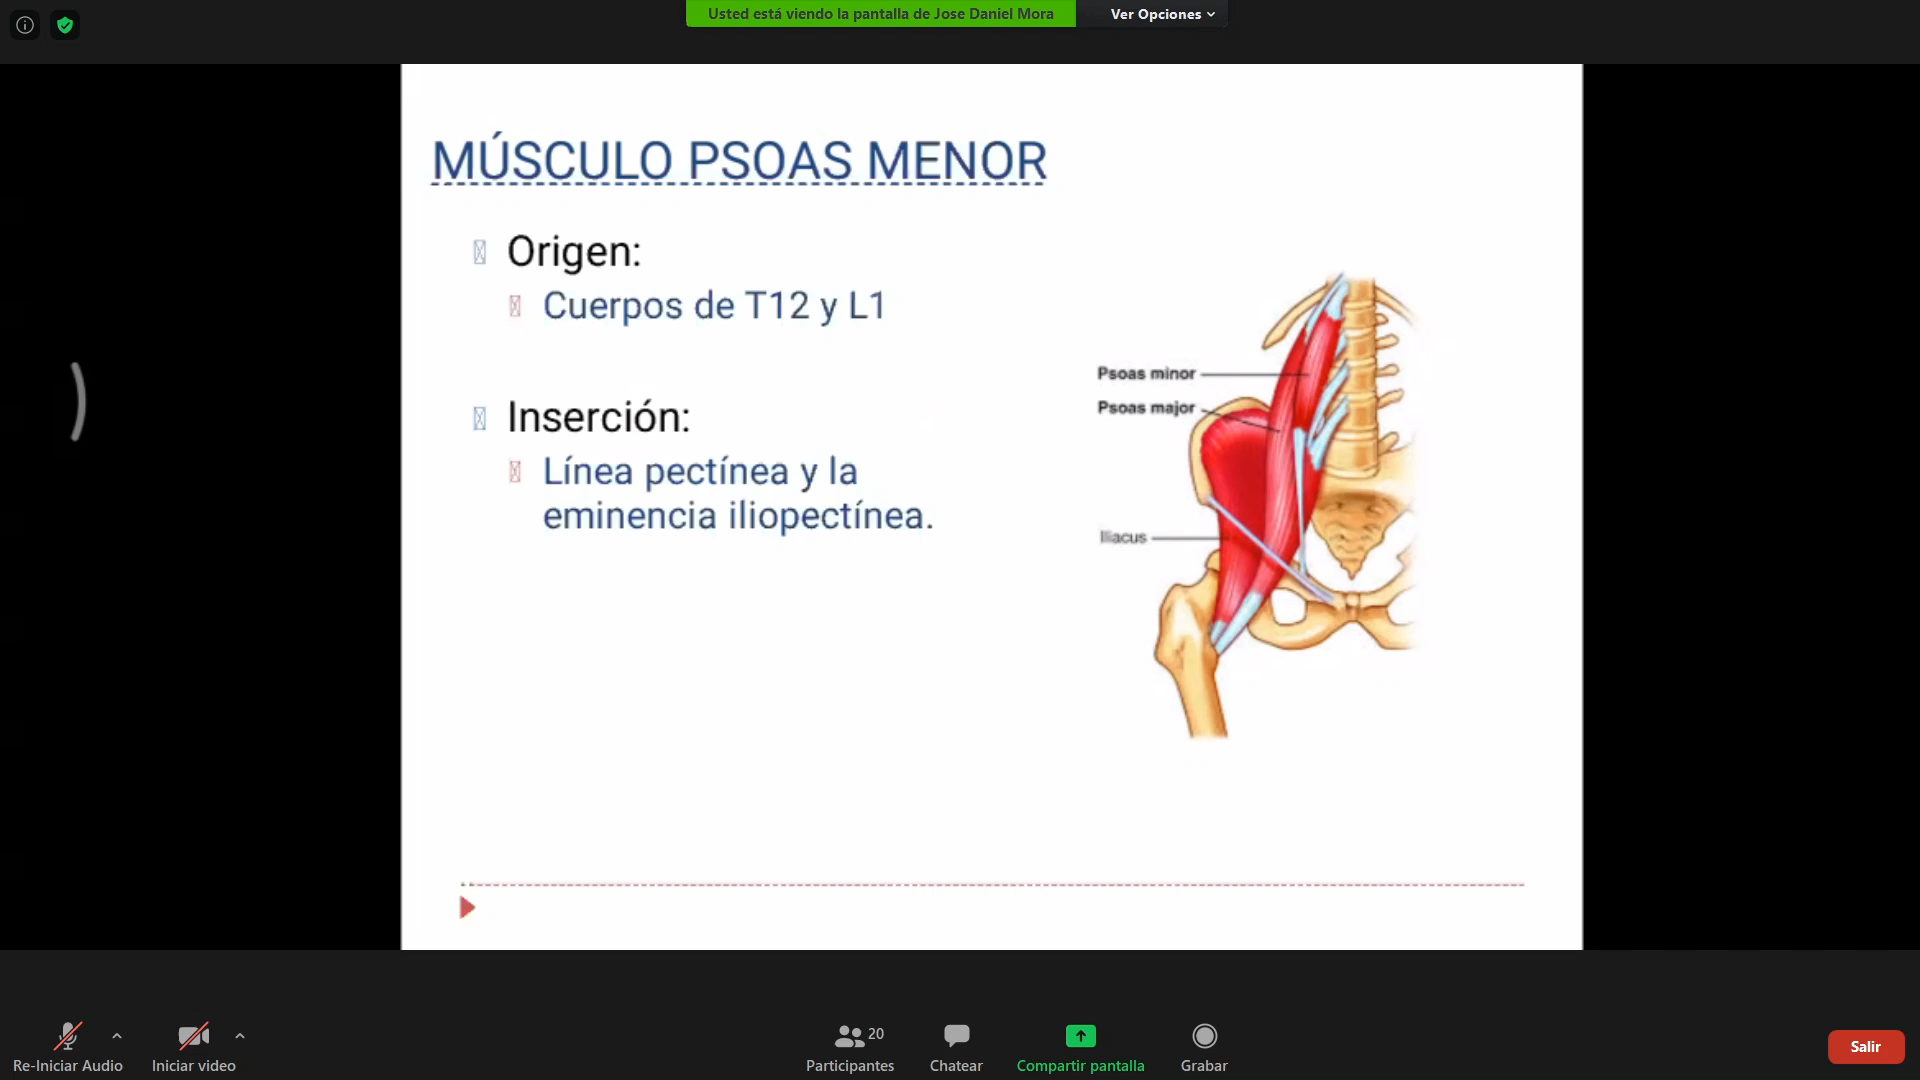 Usted está viendo la pantalla de Jose Daniel Mora
Ver Opciones
MÚSCULO PSOAS MENOR
Origen:
Cuerpos de T12 y L1
Inserción:
Línea pectínea y la
eminencia iliopectínea.
Psoas minor
Psoas major
Iliacus
Re-Iniciar Audio
Iniciar video
20
Participantes
Chatear
Compartir pantalla
Grabar
Salir